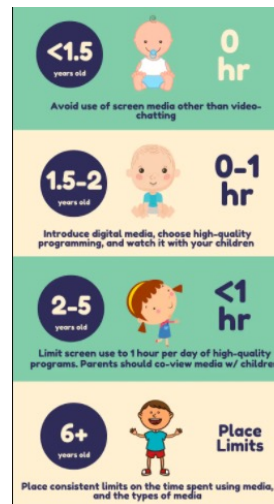 <1.5
years old
0
hr
Avoid use of screen media other than video-
chatting
1.5-2
years old
0-1
hr
Introduce digital media, choose high-quality
programming, and watch it with your children
2-5
years old
<1
hr
Limit screen use to 1 hour per day of high-quality
programs. Parents should co-view media w/ childre
6+
years old
Place
Limits
Place consistent limits on the time spent using media,
and the types of media